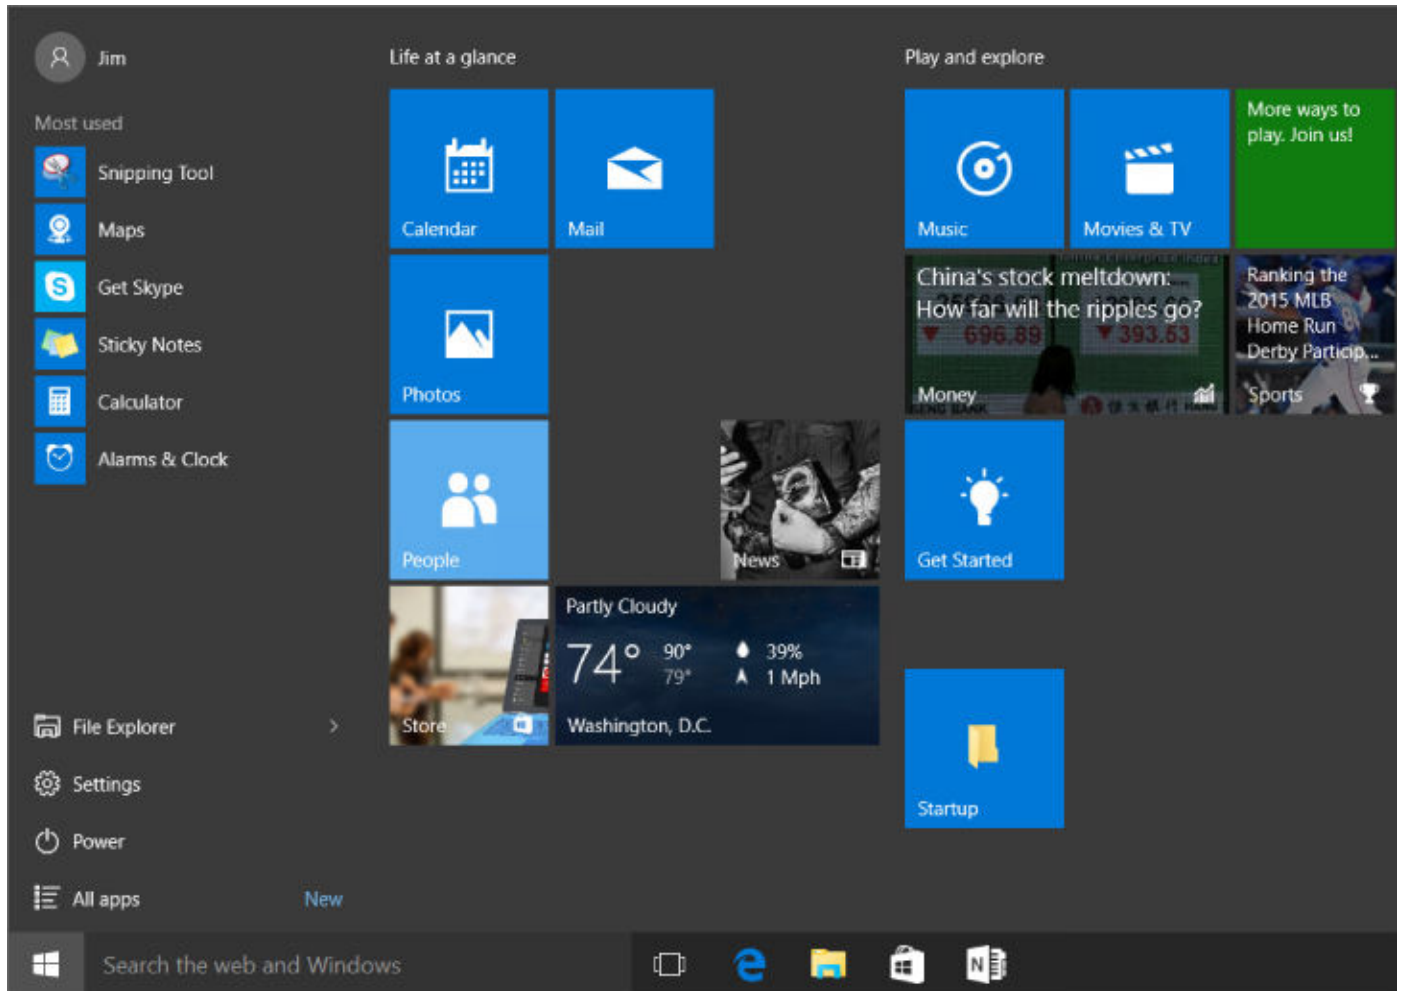 Jim
Most used
Snipping Tool
Maps
Get Skype
Sticky Notes
Calculator
Alarms & Clock
File Explorer
Settings
Power
All apps
New
Life at a glance
Calendar
Mail
Photos
People
News
Store
Partly Cloudy
74°
90°
79°
39%
1 Mph
Washington, D.C.
Play and explore
Music
Movies & TV
More ways to
play. Join us!
China's stock meltdown:
How far will the ripples go?
696.89
393.53
Money
Ranking the
2015 MLB
Home Run
Derby Particip...
Sports
Get Started
Startup
Search the web and Windows